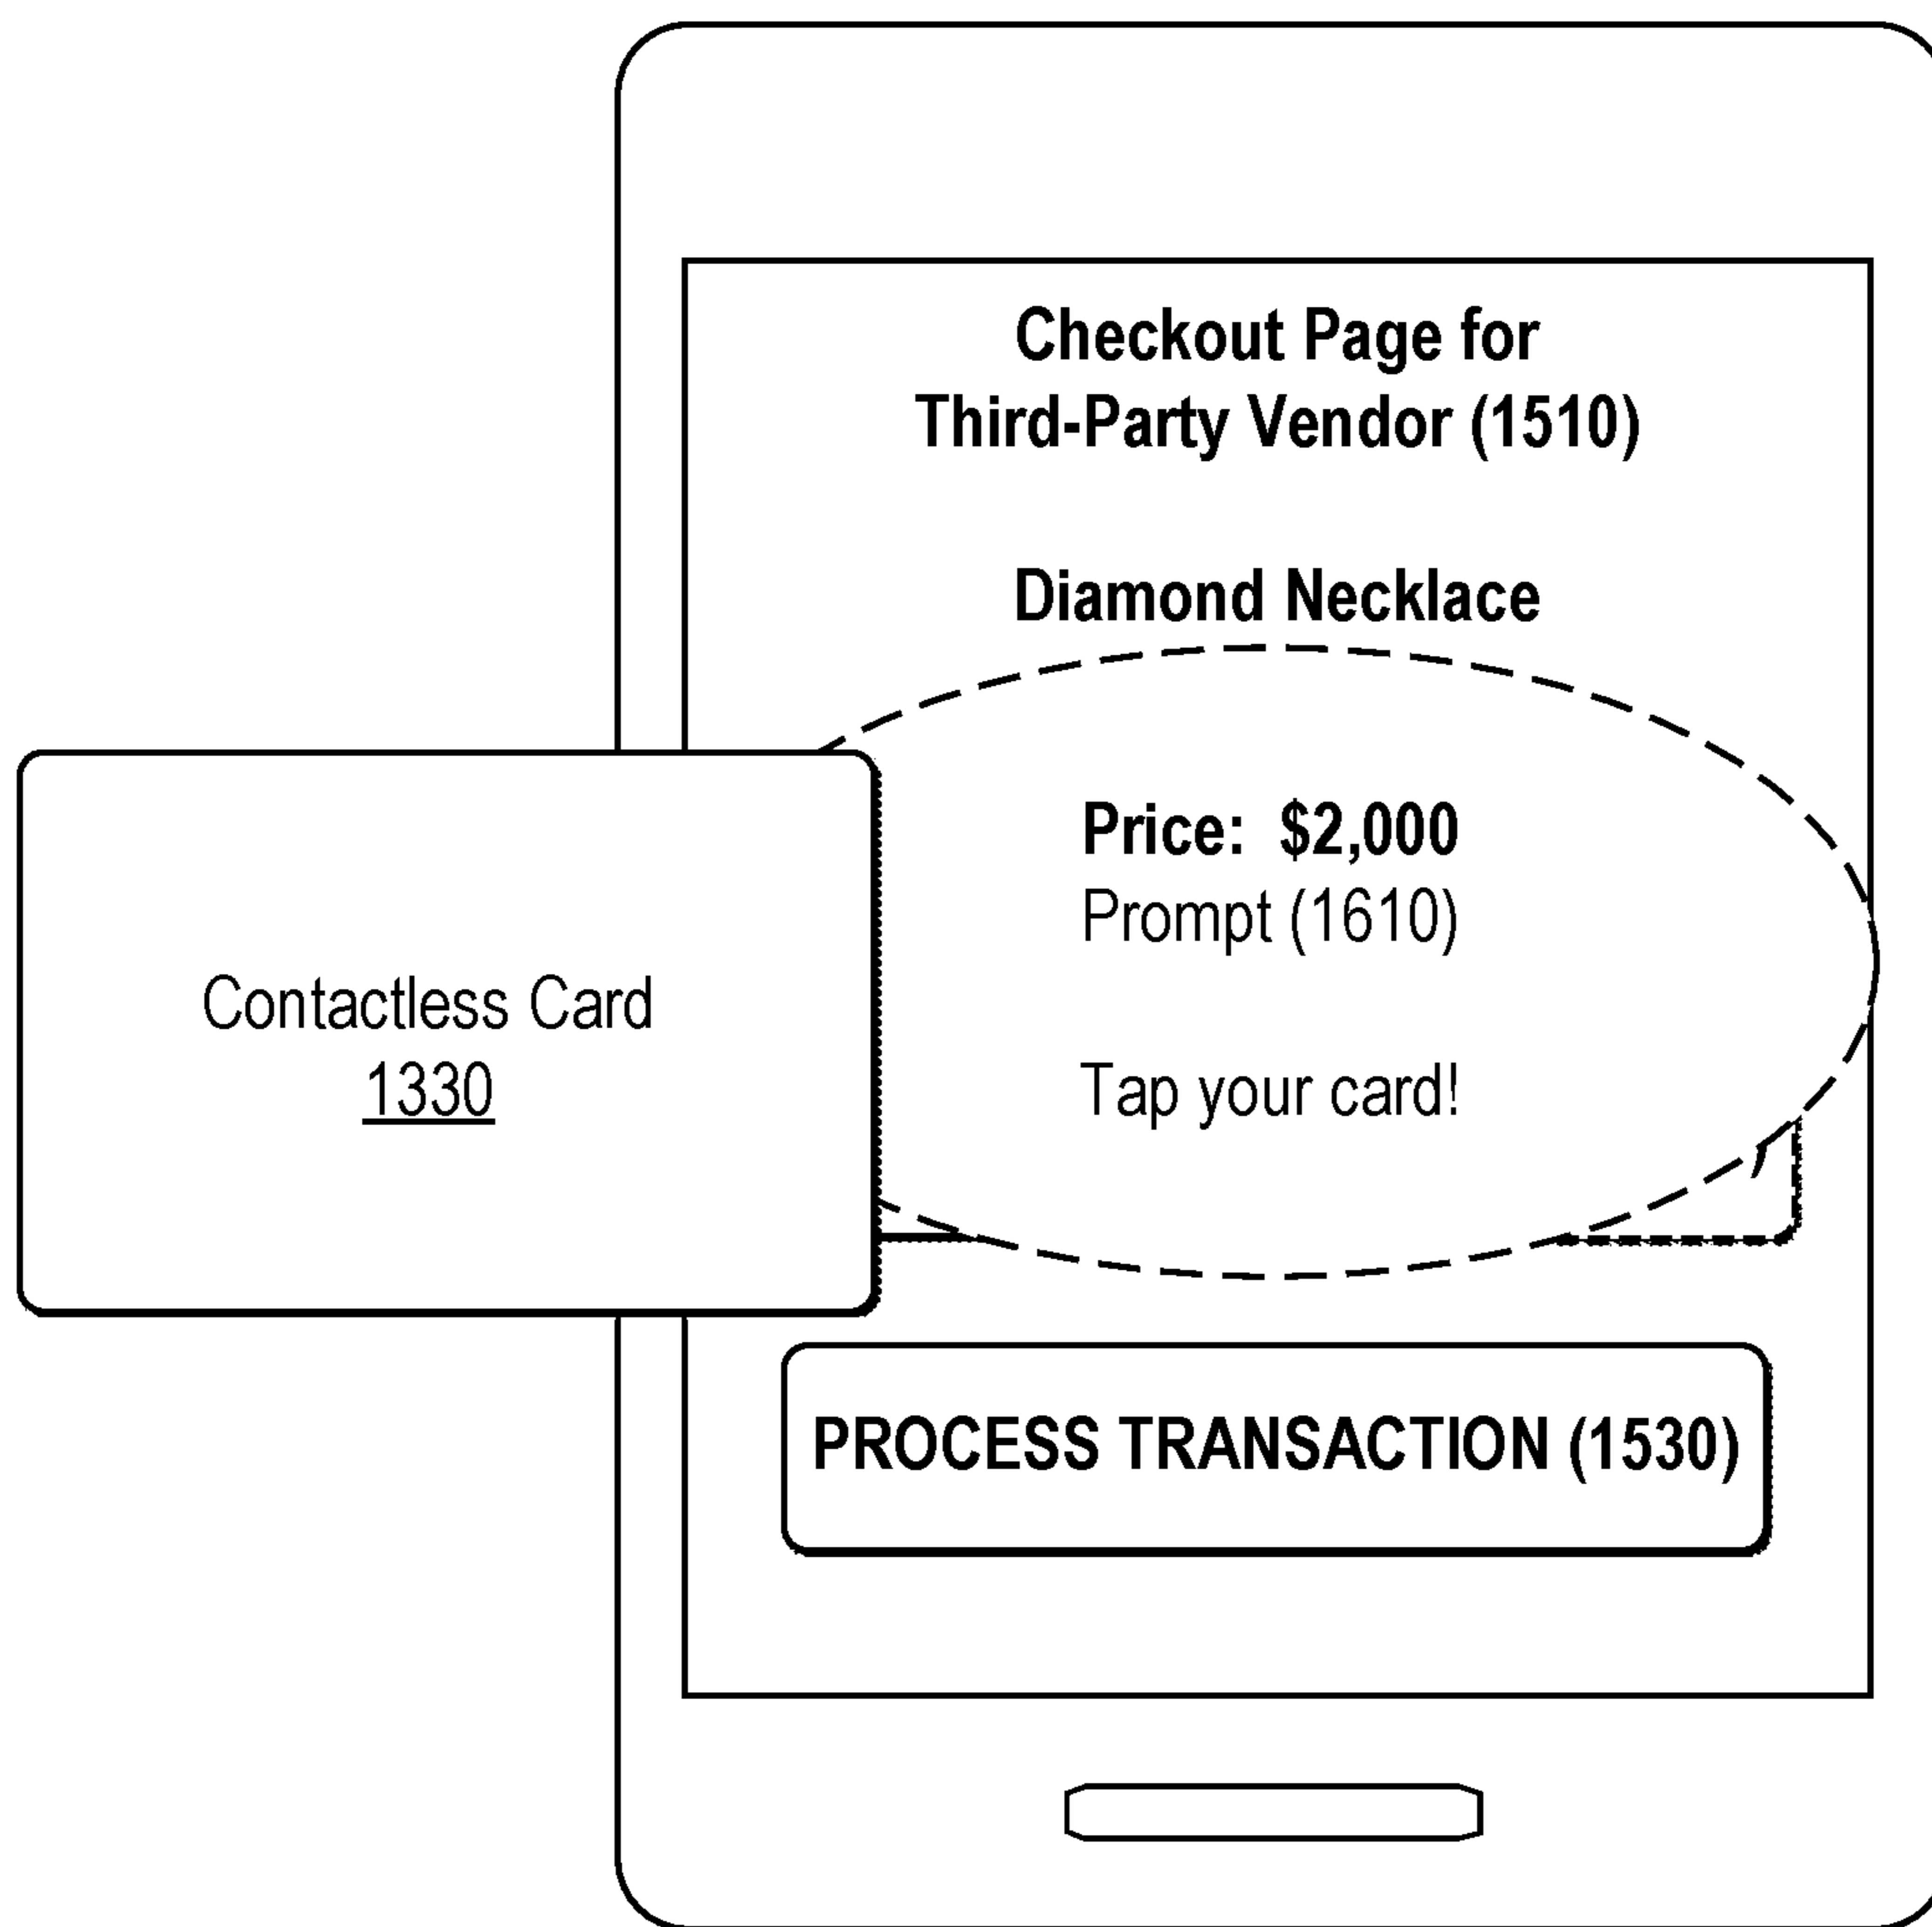 Checkout Page for
Third-Party Vendor (1510)
Diamond Necklace
Price: $2,000
Prompt (1610)
Tap your card!
Contactless Card
1330
PROCESS TRANSACTION (1530)